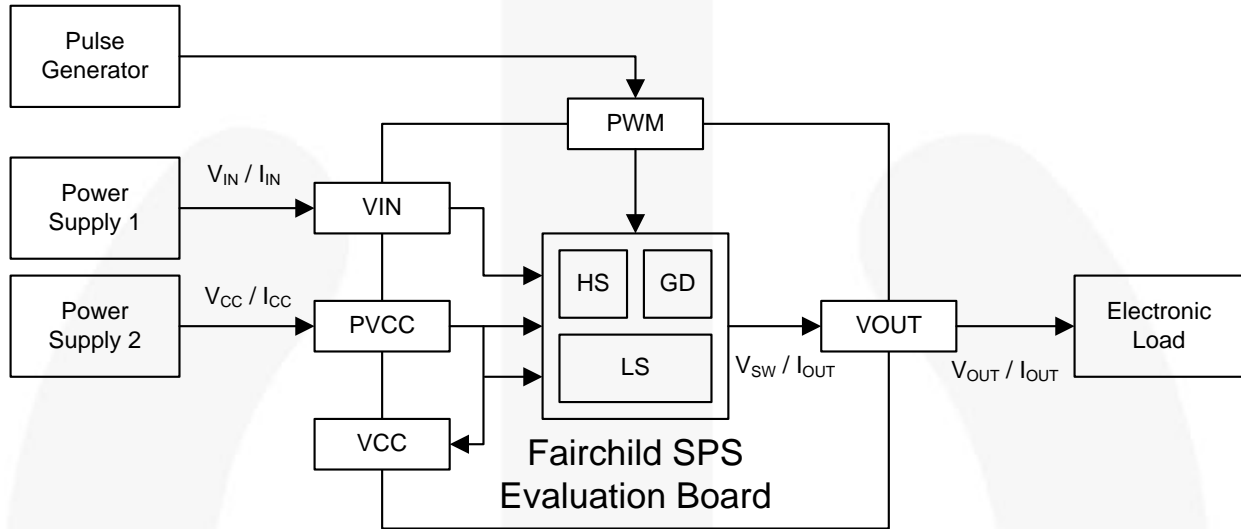 Pulse
Generator
PWM
Power
Supply 1
V_IN / I_IN
VIN
HS
GD
Power
Supply 2
V_CC / I_CC
PVCC
LS
VOUT
Electronic
Load
V_SW / I_OUT
V_OUT / I_OUT
VCC
Fairchild SPS
Evaluation Board